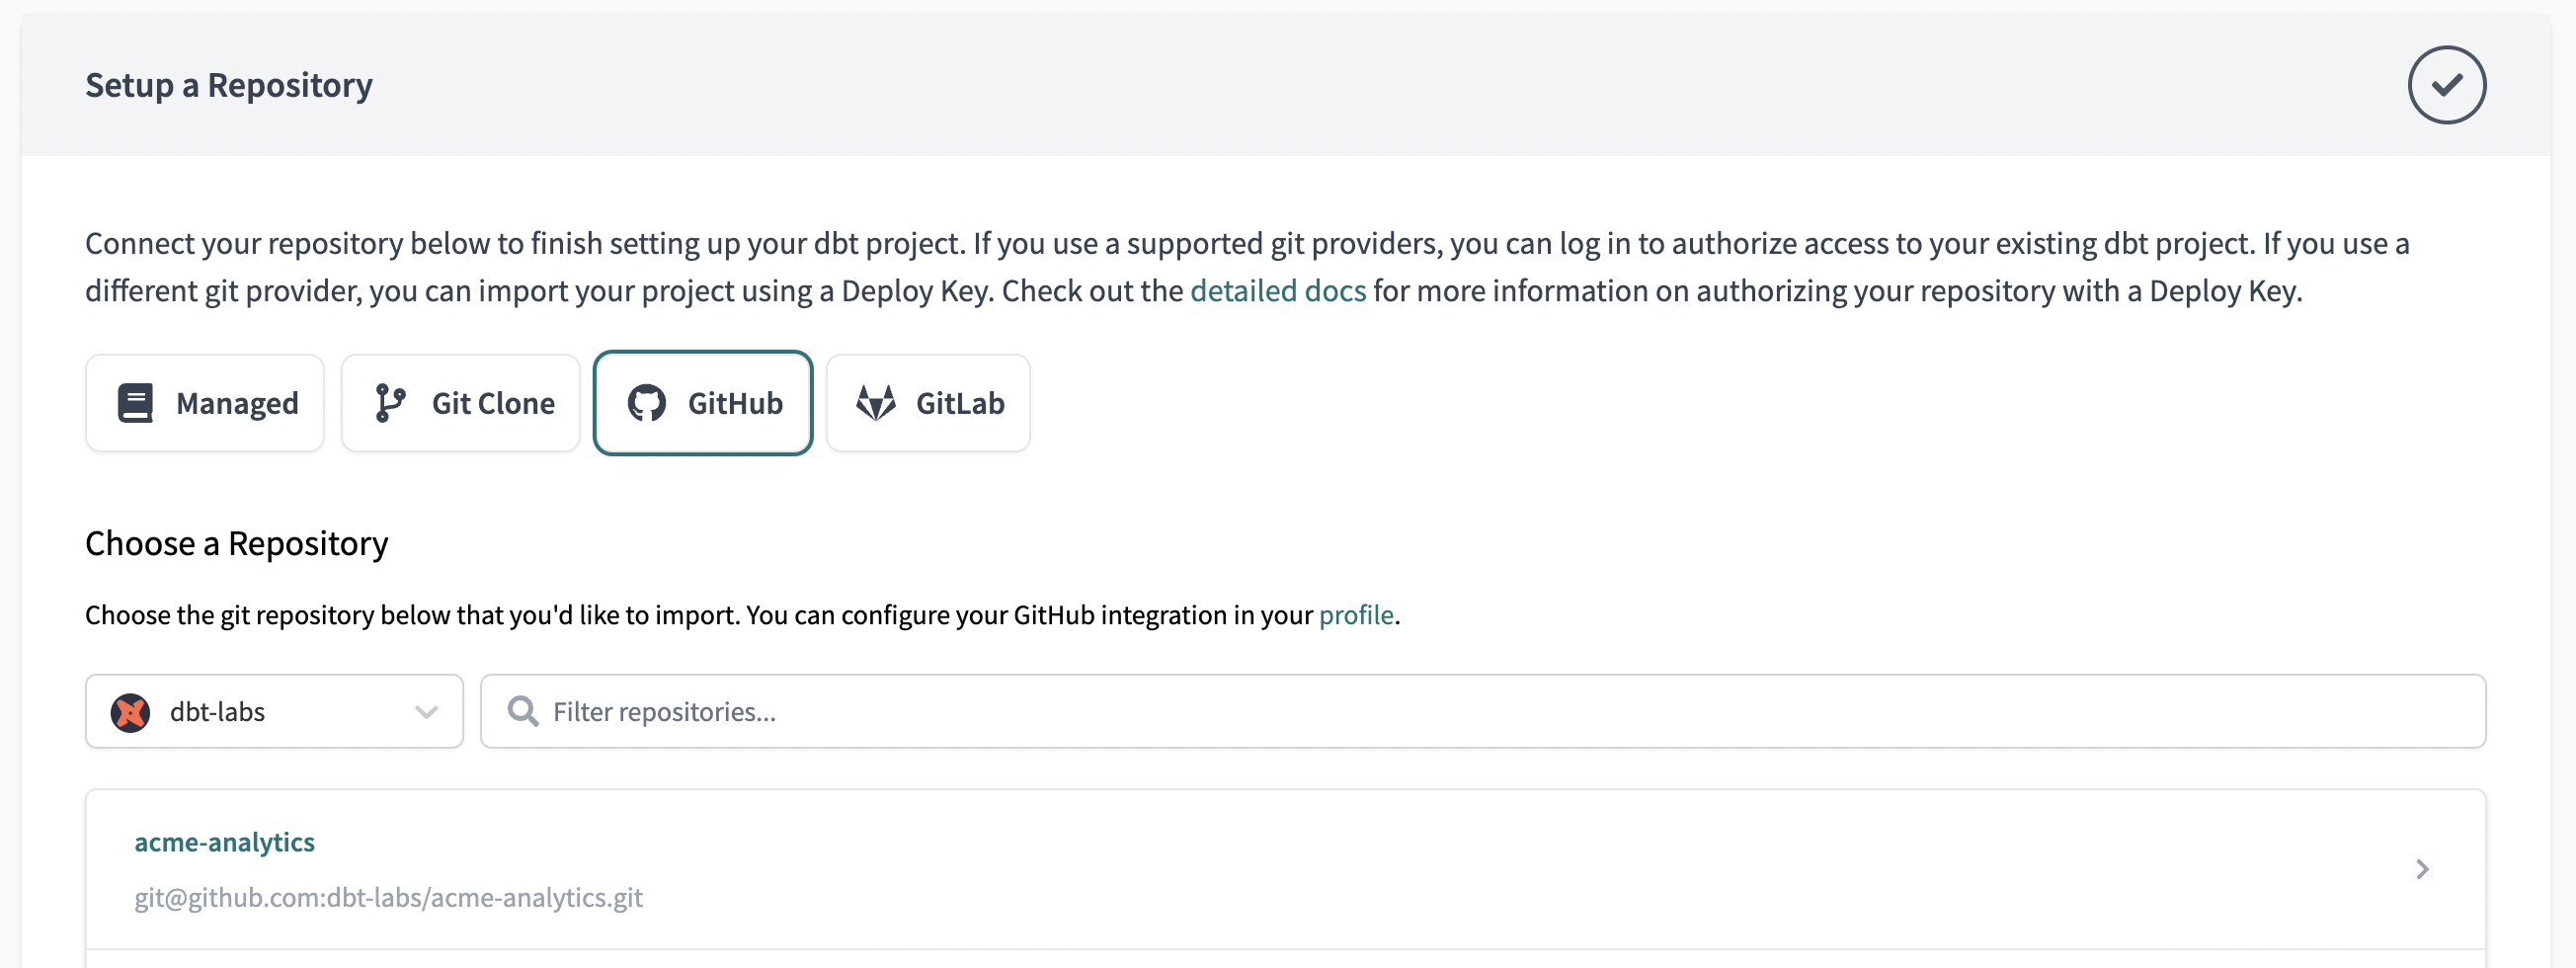 Setup a Repository
Connect your repository below to finish setting up your dbt project. If you use a supported git providers, you can log in to authorize access to your existing dbt project. If you use a
different git provider, you can import your project using a Deploy Key. Check out the detailed docs for more information on authorizing your repository with a Deploy Key.
Managed Git Clone GitHub GitLab
Choose a Repository
Choose the git repository below that you'd like to import. You can configure your GitHub integration in your profile.
dbt-labs Filter repositories...
acme-analytics
git@github.com:dbt-labs/acme-analytics.git